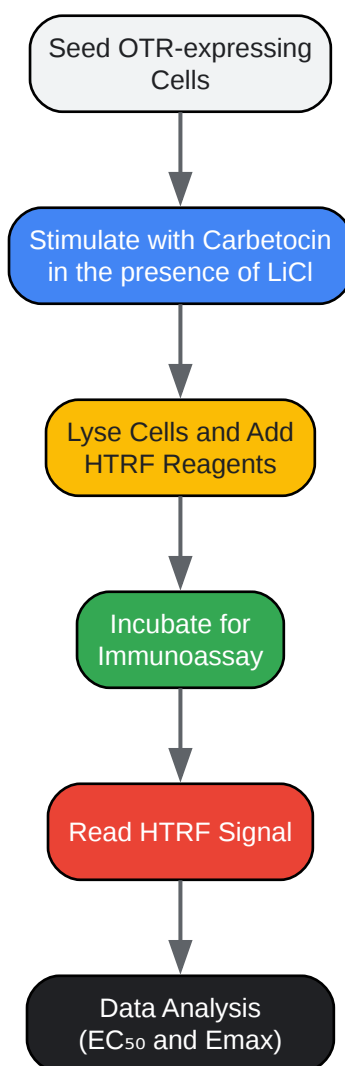 Seed OTR-expressing
Cells
Stimulate with Carbetocin
in the presence of LiCl
Lyse Cells and Add
HTRF Reagents
Incubate for
Immunoassay
Read HTRF Signal
Data Analysis
(EC₅₀ and Emax)